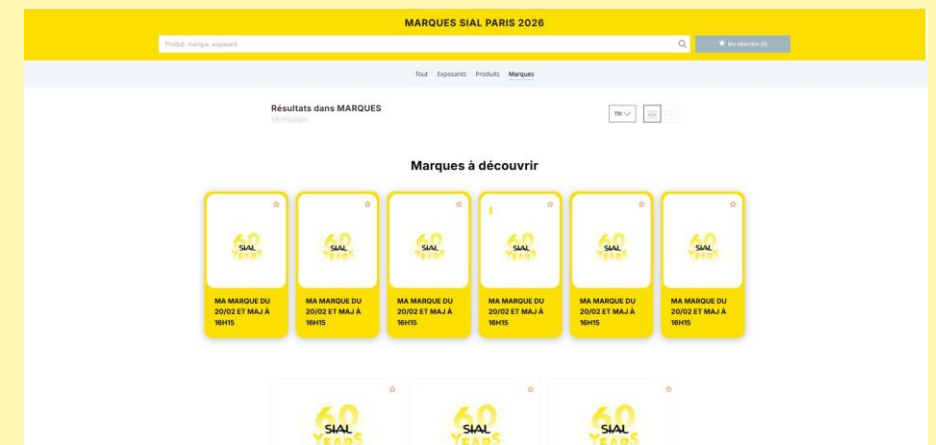 MARQUES SIAL PARIS 2026
Produit, marque, exposant...
Ma sélection (0)
Tout Exposants Produits Marques
Résultats dans MARQUES
TRI
Marques à découvrir
60 SIAL YEARS
60 SIAL YEARS
60 SIAL YEARS
60 SIAL YEARS
60 SIAL YEARS
60 SIAL YEARS
MA MARQUE DU
20/02 ET MAJ À
16H15
MA MARQUE DU
20/02 ET MAJ À
16H15
MA MARQUE DU
20/02 ET MAJ À
16H15
MA MARQUE DU
20/02 ET MAJ À
16H15
MA MARQUE DU
20/02 ET MAJ À
16H15
MA MARQUE DU
20/02 ET MAJ À
16H15
60 SIAL YEARS
60 SIAL YEARS
60 SIAL YEARS